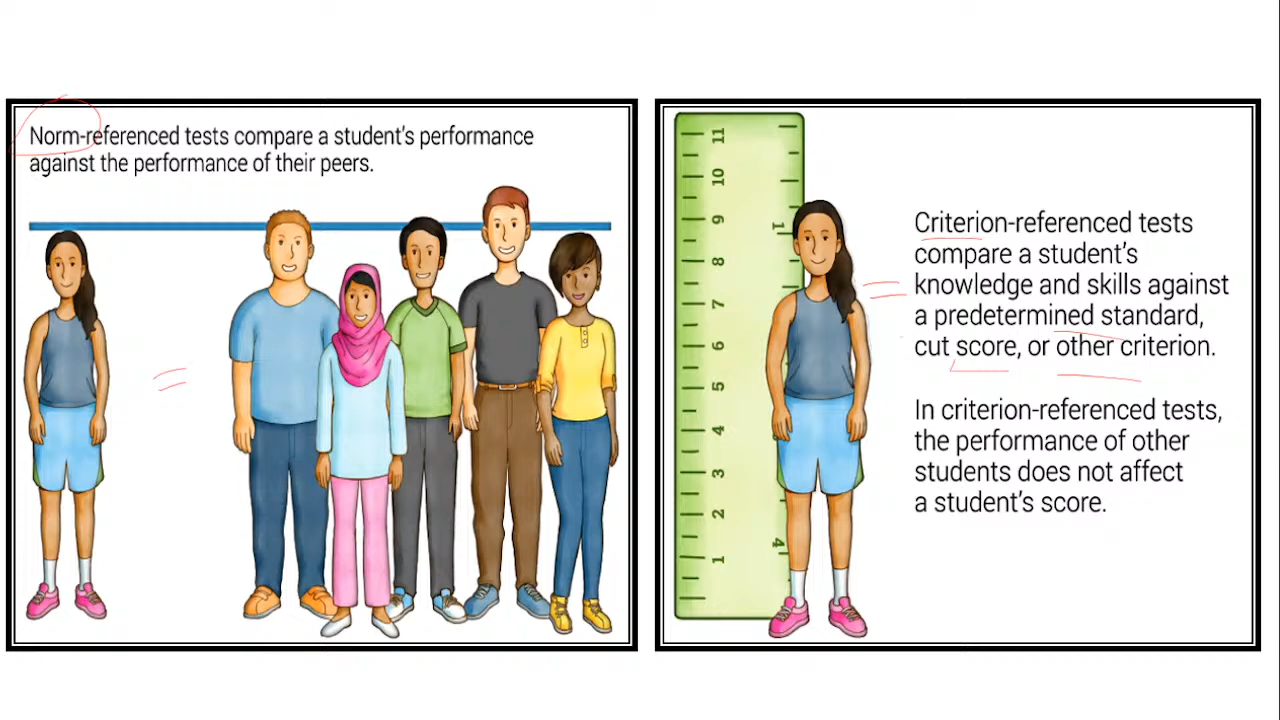 Norm-referenced tests compare a student's performance
against the performance of their peers.
11
10
9
8
7
6
5
4
3
2
1
1
4
Criterion-referenced tests
compare a student's
knowledge and skills against
a predetermined standard,
cut score, or other criterion.
In criterion-referenced tests,
the performance of other
students does not affect
a student's score.